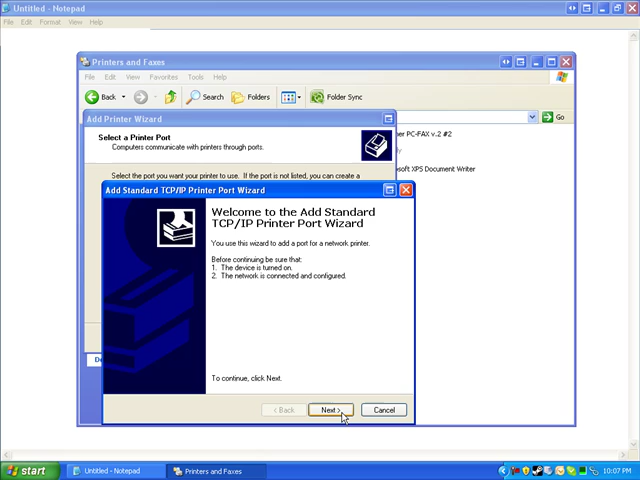 Untitled - Notepad
File Edit Format View Help
Printers and Faxes
File Edit View Favorites Tools Help
Back Search Folders Folder Sync
Go
Add Printer Wizard
Select a Printer Port
Computers communicate with printers through ports.
Select the port you want your printer to use. If the port is not listed, you can create a
er PC-FAX v.2 #2
osoft XPS Document Writer
Add Standard TCP/IP Printer Port Wizard
Welcome to the Add Standard
TCP/IP Printer Port Wizard
You use this wizard to add a port for a network printer.
Before continuing be sure that:
1. The device is turned on.
2. The network is connected and configured.
To continue, click Next.
< Back Next > Cancel
start Untitled - Notepad Printers and Faxes 10:07 PM